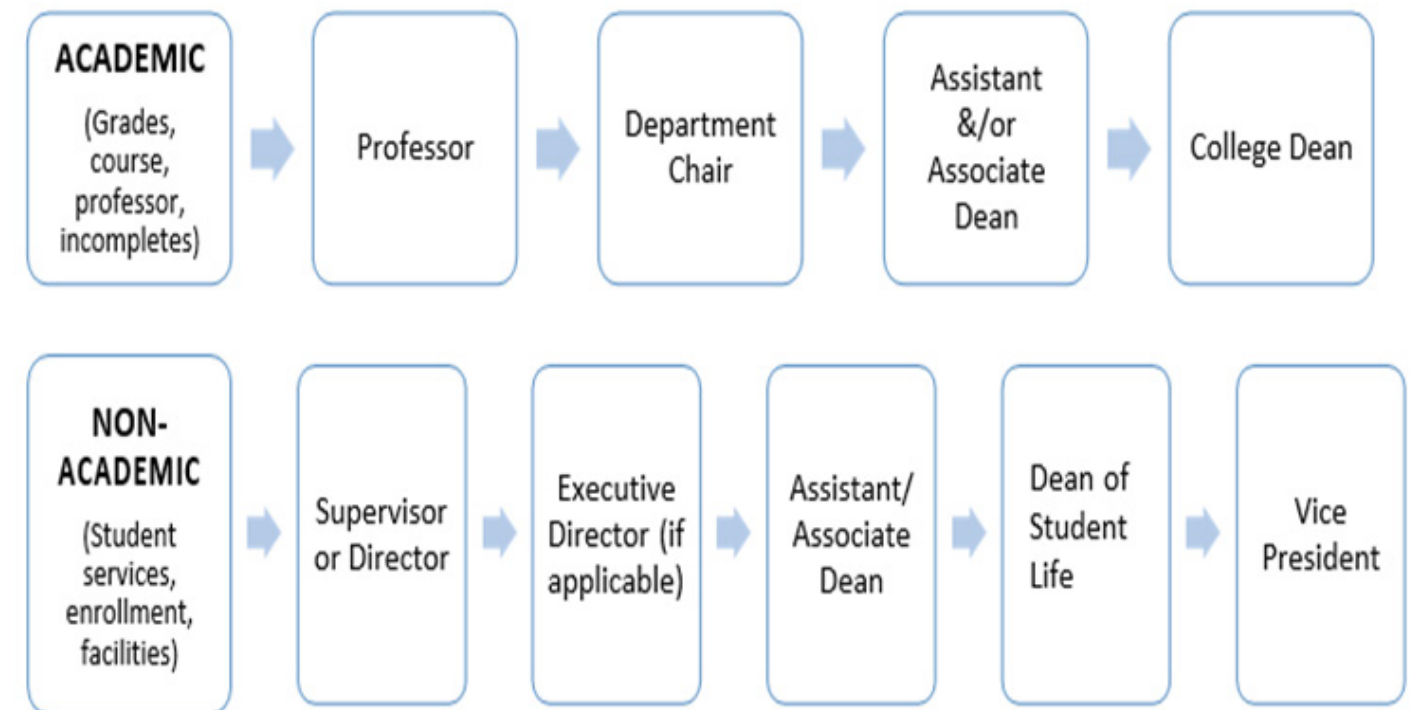 ACADEMIC
(Grades,
course,
professor,
incompletes)
Professor
Department
Chair
Assistant
&/or
Associate
Dean
College Dean
NON-
ACADEMIC
(Student
services,
enrollment,
facilities)
Supervisor
or Director
Executive
Director (if
applicable)
Assistant/
Associate
Dean
Dean of
Student
Life
Vice
President